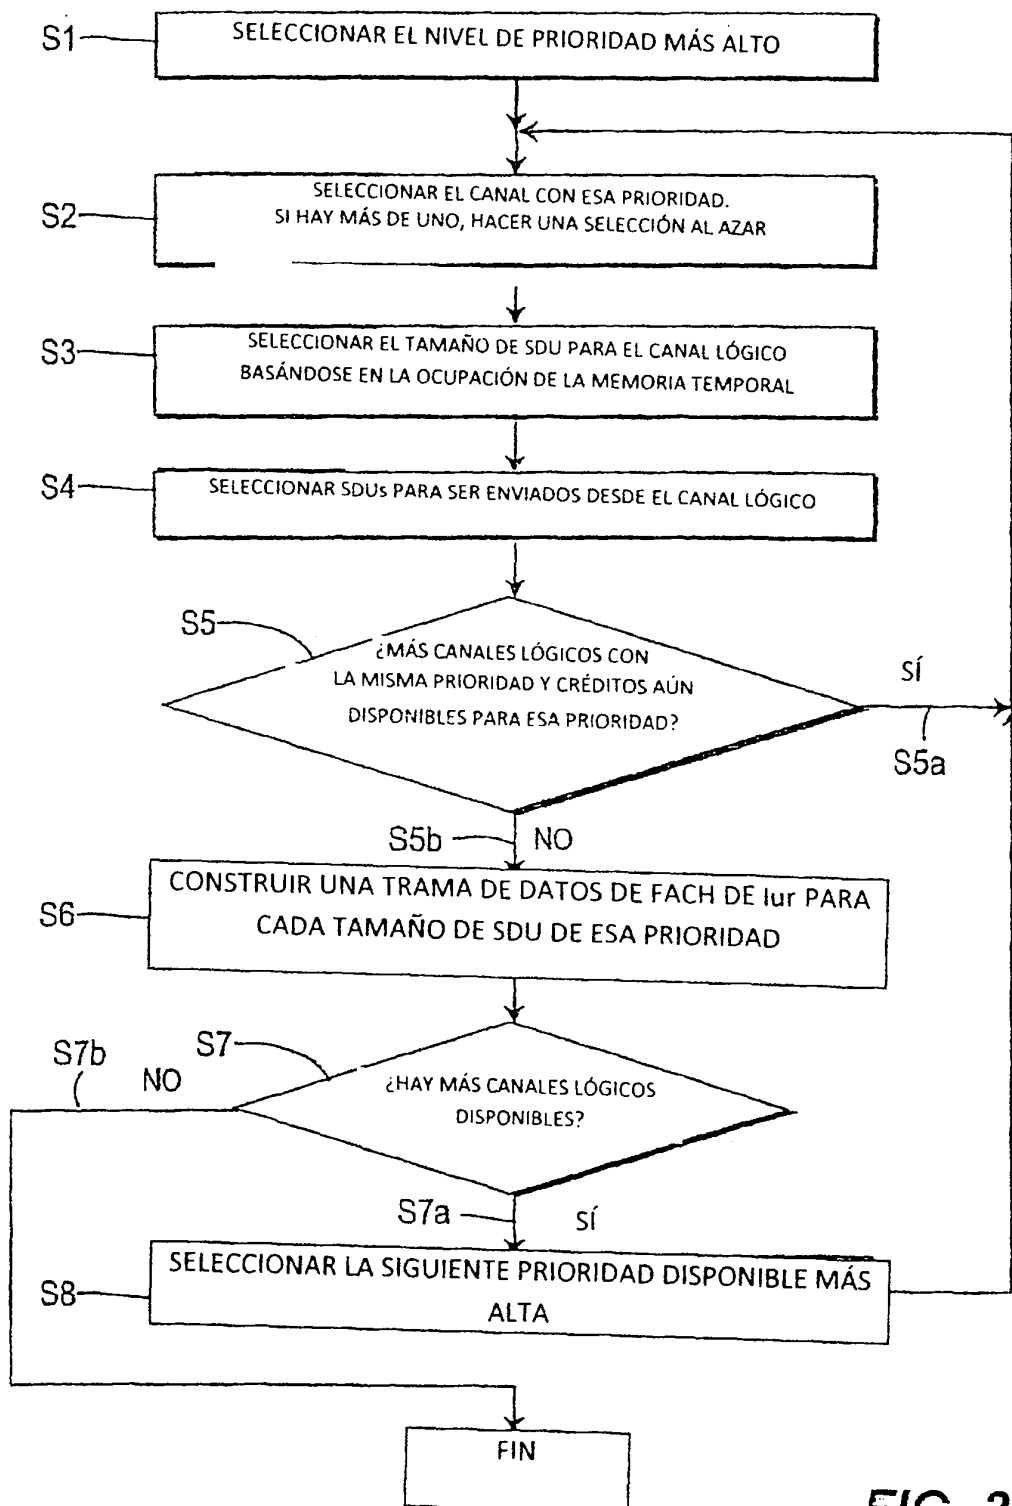 S1
SELECCIONAR EL NIVEL DE PRIORIDAD MÁS ALTO
S2
SELECCIONAR EL CANAL CON ESA PRIORIDAD.
SI HAY MÁS DE UNO, HACER UNA SELECCIÓN AL AZAR
S3
SELECCIONAR EL TAMAÑO DE SDU PARA EL CANAL LÓGICO
BASÁNDOSE EN LA OCUPACIÓN DE LA MEMORIA TEMPORAL
S4
SELECCIONAR SDUs PARA SER ENVIADOS DESDE EL CANAL LÓGICO
S5
¿MÁS CANALES LÓGICOS CON
LA MISMA PRIORIDAD Y CRÉDITOS AÚN
DISPONIBLES PARA ESA PRIORIDAD?
SÍ
S5a
S5b
NO
S6
CONSTRUIR UNA TRAMA DE DATOS DE FACH DE Iur PARA
CADA TAMAÑO DE SDU DE ESA PRIORIDAD
S7b
NO
S7
¿HAY MÁS CANALES LÓGICOS
DISPONIBLES?
S7a
SÍ
S8
SELECCIONAR LA SIGUIENTE PRIORIDAD DISPONIBLE MÁS
ALTA
FIN
FIG.